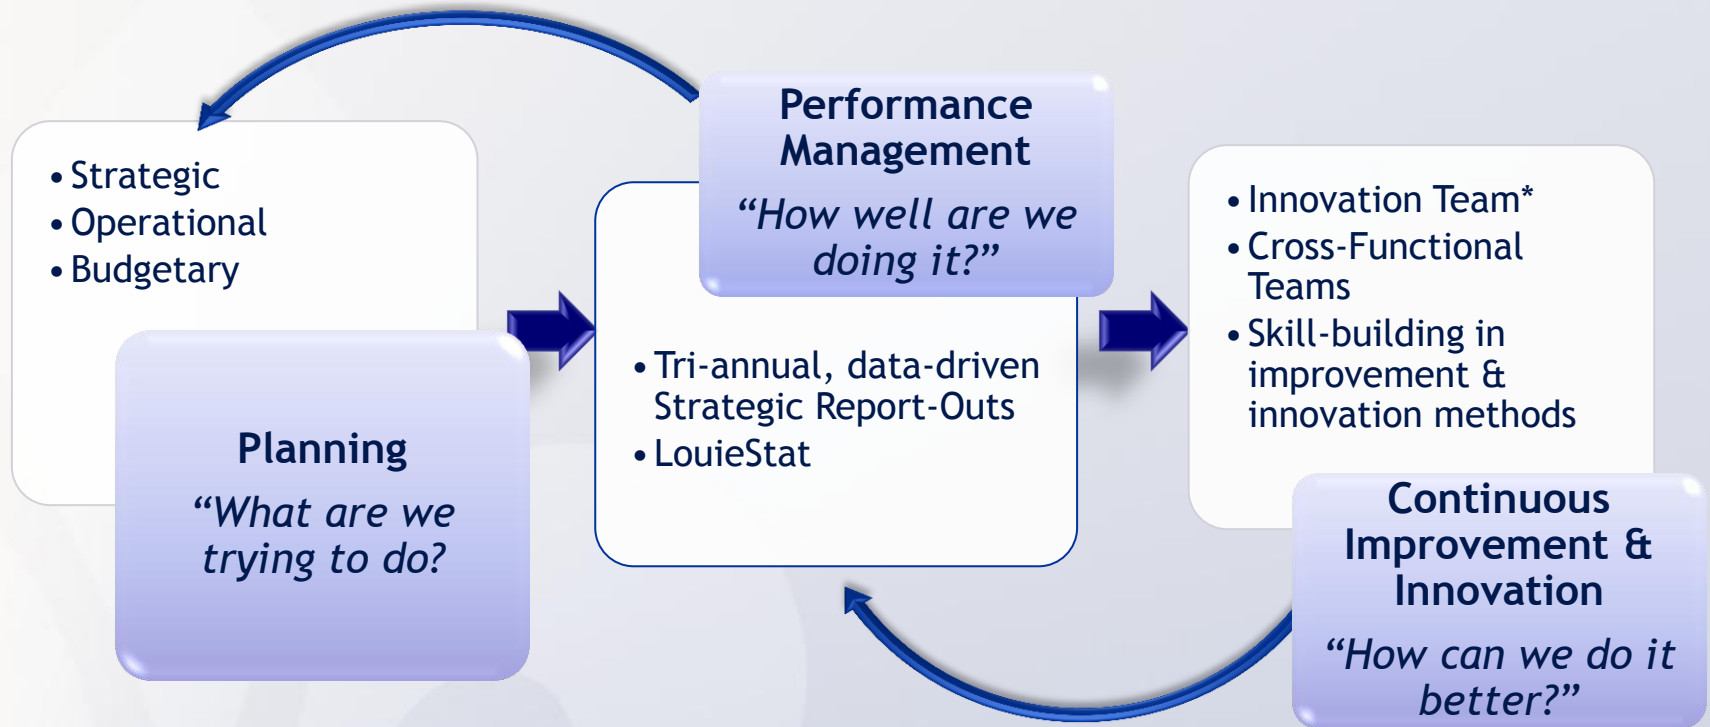 • Strategic
• Operational
• Budgetary
Planning
“What are we
trying to do?
Performance
Management
“How well are we
doing it?”
• Tri-annual, data-driven
Strategic Report-Outs
• LouieStat
• Innovation Team*
• Cross-Functional
Teams
• Skill-building in
improvement &
innovation methods
Continuous
Improvement &
Innovation
“How can we do it
better?”